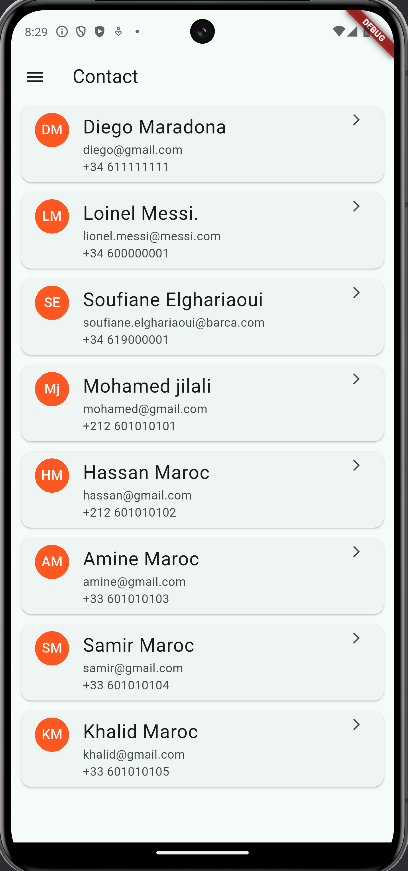 8:29
DEBUG
Contact
DM
Diego Maradona
diego@gmail.com
+34 611111111
LM
Loinel Messi.
lionel.messi@messi.com
+34 600000001
SE
Soufiane Elghariaoui
soufiane.elghariaoui@barca.com
+34 619000001
Mj
Mohamed jilali
mohamed@gmail.com
+212 601010101
HM
Hassan Maroc
hassan@gmail.com
+212 601010102
AM
Amine Maroc
amine@gmail.com
+33 601010103
SM
Samir Maroc
samir@gmail.com
+33 601010104
KM
Khalid Maroc
khalid@gmail.com
+33 601010105